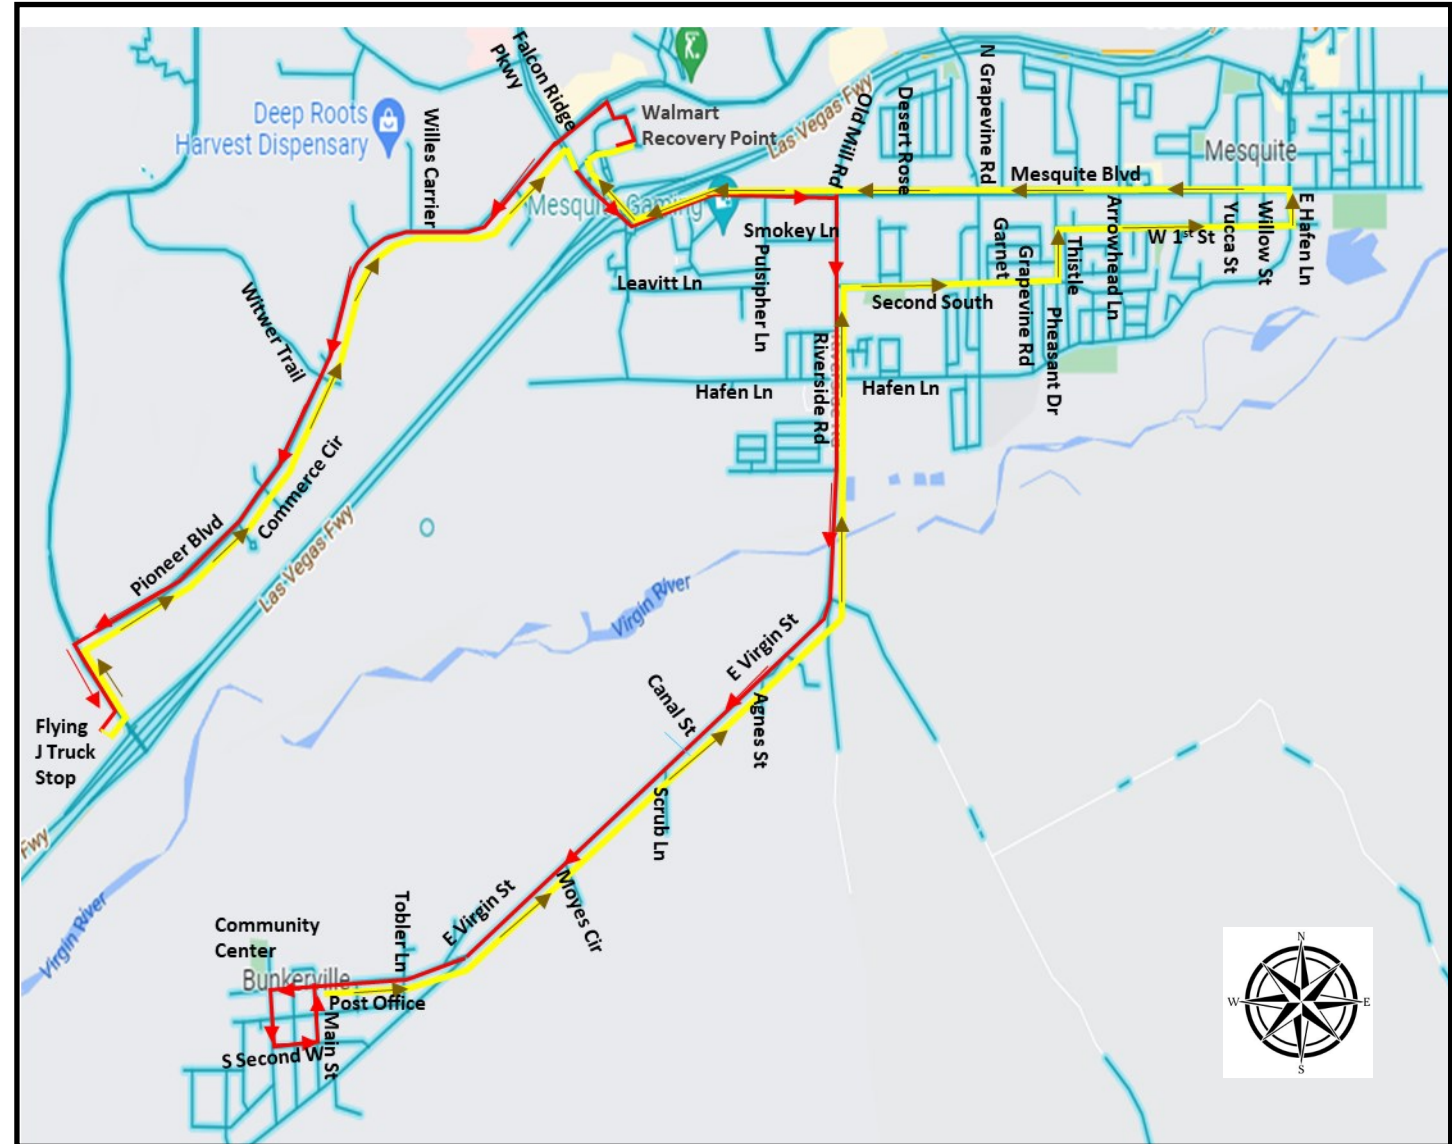 Falcon Ridge
Pkwy
Walmart
Recovery Point
Deep Roots
Harvest Dispensary
Willes Carrier
Las Vegas Fwy
Old Mill Rd
Desert Rose
N Grapevine Rd
Mesquite
Mesquite Blvd
Mesquite Gaming
Smokey Ln
Leavitt Ln
Pulsipher Ln
Garnet
Grapevine Rd
Thistle
Arrowhead Ln
W 1st St
Yucca St
Willow St
E Hafen Ln
Second South
Pheasant Dr
Witwer Trail
Riverside Rd
Riverside Rd
Hafen Ln
Hafen Ln
Commerce Cir
Pioneer Blvd
Las Vegas Fwy
Virgin River
E Virgin St
Canal St
Agnes St
Flying
J Truck
Stop
Scrub Ln
Fwy
Virgin River
Moyes Cir
E Virgin St
Tobler Ln
Community
Center
Bunkerville
Post Office
Main St
S Second W
N
W
E
S